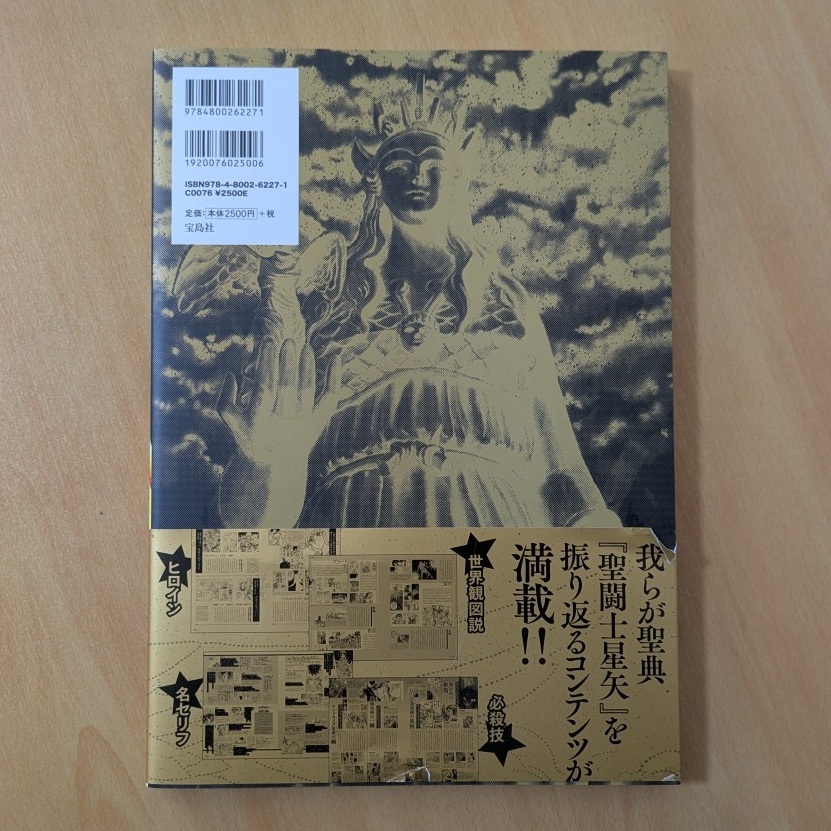 9784800262271
1920076025006
ISBN978-4-8002-6227-1
C0076 ¥2500E
定価：本体2500円＋税
宝島社
我らが聖典
『聖闘士星矢』を
振り返るコンテンツが
満載!!
世界観図説
ヒロイン
必殺技
名セリフ